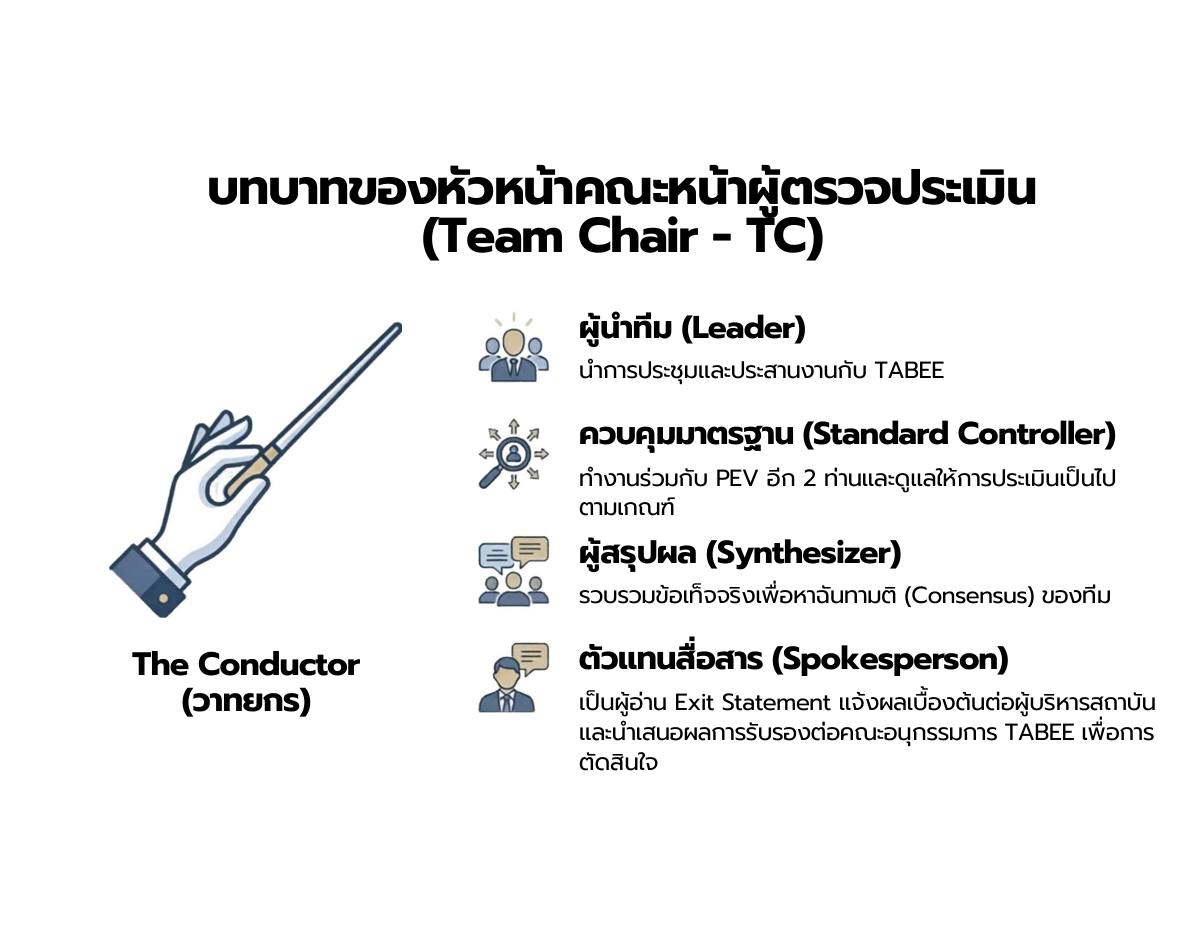 บทบาทของหัวหน้าคณะหน้าผู้ตรวจประเมิน
(Team Chair - TC)
ผู้นำทีม (Leader)
นำการประชุมและประสานงานกับ TABEE
ควบคุมมาตรฐาน (Standard Controller)
ทำงานร่วมกับ PEV อีก 2 ท่านและดูแลให้การประเมินเป็นไป
ตามเกณฑ์
ผู้สรุปผล (Synthesizer)
รวบรวมข้อเท็จจริงเพื่อหาฉันทามติ (Consensus) ของทีม
ตัวแทนสื่อสาร (Spokesperson)
เป็นผู้อ่าน Exit Statement แจ้งผลเบื้องต้นต่อผู้บริหารสถาบัน
และนำเสนอผลการรับรองต่อคณะอนุกรรมการ TABEE เพื่อการ
ตัดสินใจ
The Conductor
(วาทยกร)